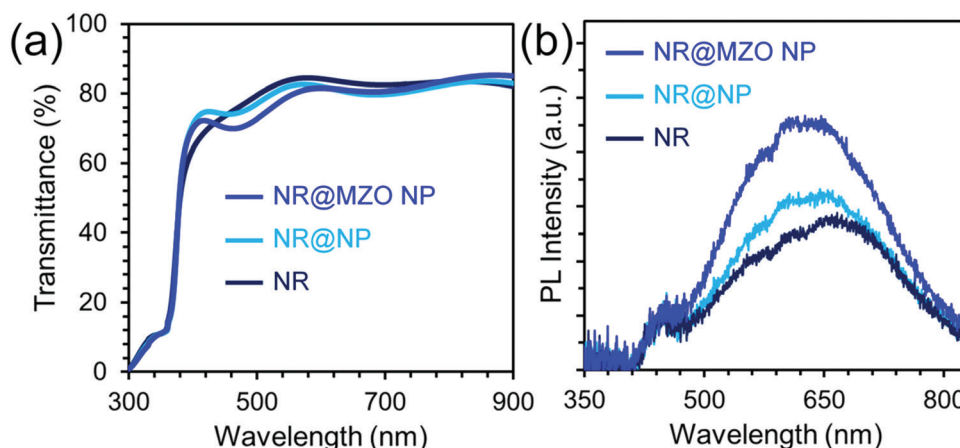 (a)
Transmittance (%)
100
80
60
40
20
0
NR@MZO NP
NR@NP
NR
300 500 700 900
Wavelength (nm)
(b)
PL Intensity (a.u.)
NR@MZO NP
NR@NP
NR
350 500 650 800
Wavelength (nm)